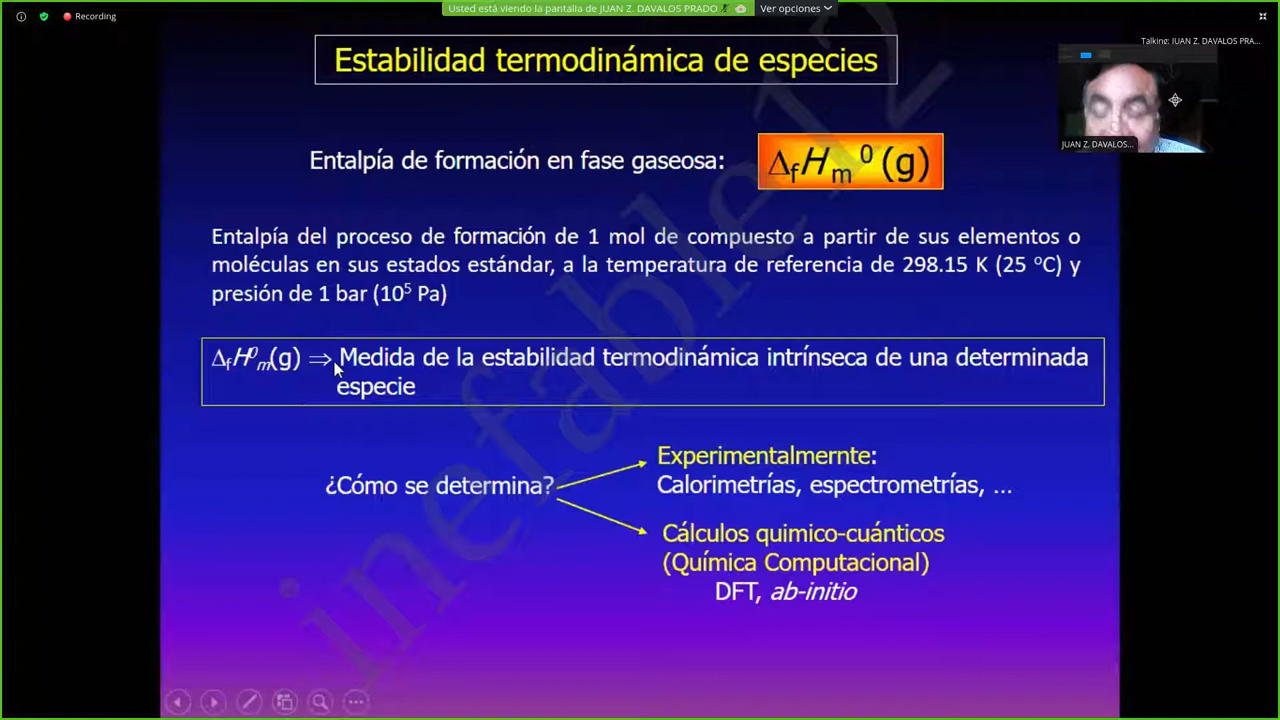 Recording
Usted está viendo la pantalla de JUAN Z. DAVALOS PRADO
Ver opciones
Talking: JUAN Z. DAVALOS PRA...
JUAN Z. DAVALOS...
Estabilidad termodinámica de especies
Entalpía de formación en fase gaseosa:
ΔfHm⁰(g)
Entalpía del proceso de formación de 1 mol de compuesto a partir de sus elementos o
moléculas en sus estados estándar, a la temperatura de referencia de 298.15 K (25 ºC) y
presión de 1 bar (10⁵ Pa)
ΔfH⁰m(g) ⇒ Medida de la estabilidad termodinámica intrínseca de una determinada
especie
¿Cómo se determina?
Experimentalmernte:
Calorimetrías, espectrometrías, ...
Cálculos quimico-cuánticos
(Química Computacional)
DFT, ab-initio
inefable12